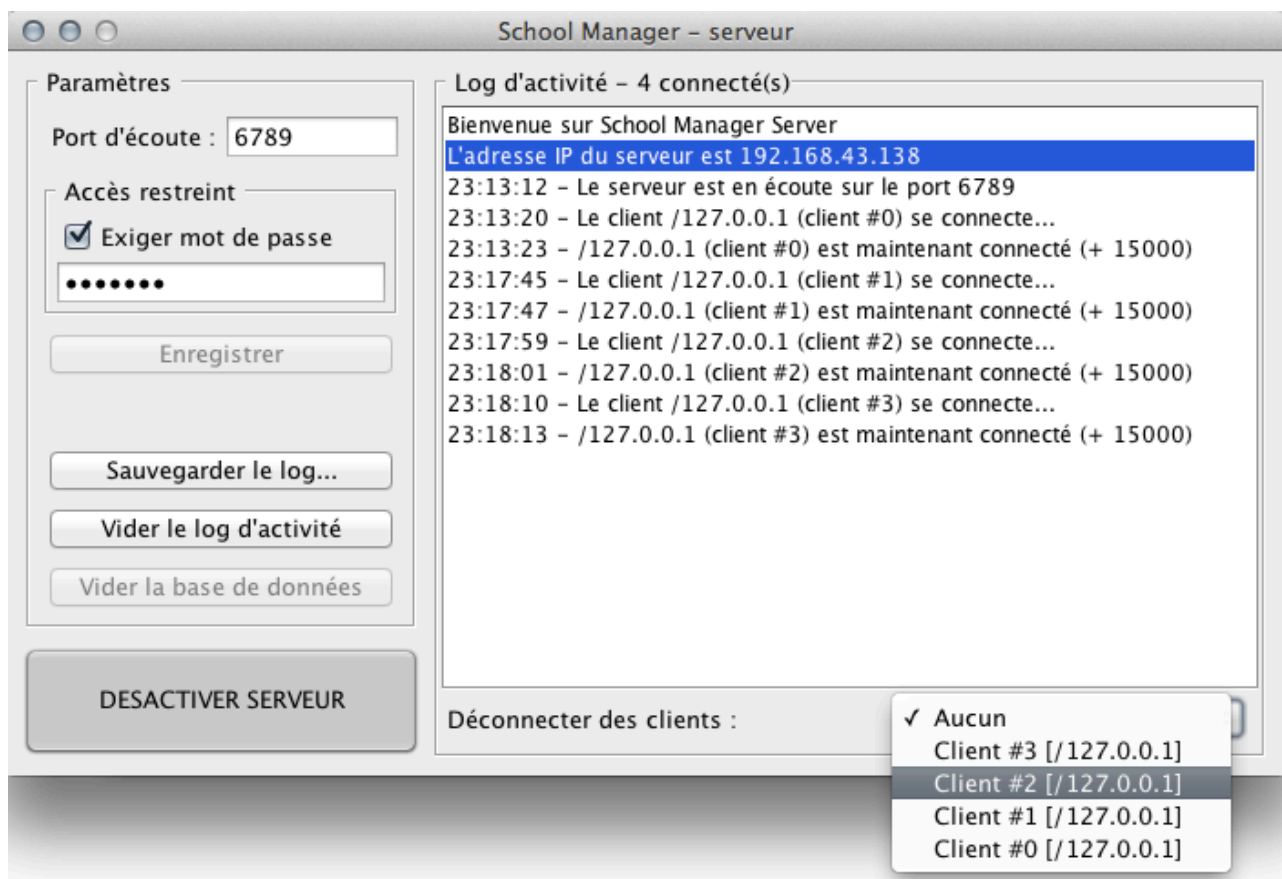 School Manager – serveur
Paramètres
Port d'écoute : 6789
Accès restreint
Exiger mot de passe
•••••••
Enregistrer
Sauvegarder le log...
Vider le log d'activité
Vider la base de données
DESACTIVER SERVEUR
Log d'activité – 4 connecté(s)
Bienvenue sur School Manager Server
L'adresse IP du serveur est 192.168.43.138
23:13:12 – Le serveur est en écoute sur le port 6789
23:13:20 – Le client /127.0.0.1 (client #0) se connecte...
23:13:23 – /127.0.0.1 (client #0) est maintenant connecté (+ 15000)
23:17:45 – Le client /127.0.0.1 (client #1) se connecte...
23:17:47 – /127.0.0.1 (client #1) est maintenant connecté (+ 15000)
23:17:59 – Le client /127.0.0.1 (client #2) se connecte...
23:18:01 – /127.0.0.1 (client #2) est maintenant connecté (+ 15000)
23:18:10 – Le client /127.0.0.1 (client #3) se connecte...
23:18:13 – /127.0.0.1 (client #3) est maintenant connecté (+ 15000)
Déconnecter des clients :
✓ Aucun
Client #3 [/127.0.0.1]
Client #2 [/127.0.0.1]
Client #1 [/127.0.0.1]
Client #0 [/127.0.0.1]